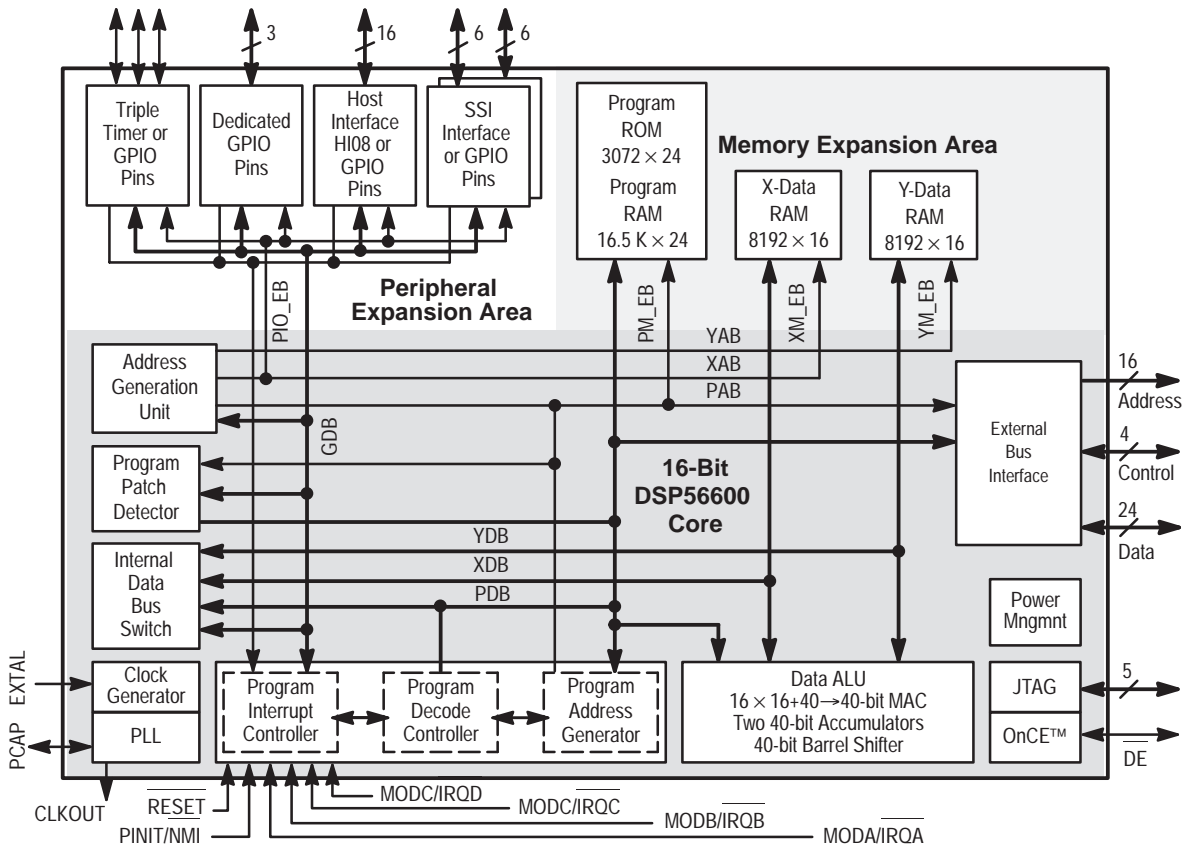 3
16
6
6
Triple
Timer or
GPIO
Pins
Dedicated
GPIO
Pins
Host
Interface
HI08 or
GPIO
Pins
SSI
Interface
or GPIO
Pins
Program
ROM
3072 × 24
Program
RAM
16.5 K × 24
Memory Expansion Area
X-Data
RAM
8192 × 16
Y-Data
RAM
8192 × 16
Peripheral
Expansion Area
PIO_EB
PM_EB
XM_EB
YM_EB
YAB
XAB
PAB
Address
Generation
Unit
GDB
External
Bus
Interface
16
Address
4
Control
24
Data
Program
Patch
Detector
16-Bit
DSP56600
Core
YDB
XDB
PDB
Internal
Data
Bus
Switch
Power
Mngmnt
EXTAL
Clock
Generator
PCAP
PLL
Program
Interrupt
Controller
Program
Decode
Controller
Program
Address
Generator
Data ALU
16 × 16+40→40-bit MAC
Two 40-bit Accumulators
40-bit Barrel Shifter
JTAG
5
OnCE™
DE
CLKOUT
RESET
MODC/IRQD
MODC/IRQC
MODB/IRQB
PINIT/NMI
MODA/IRQA